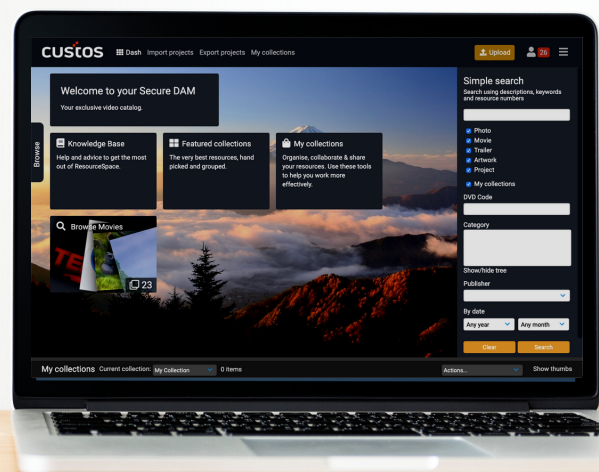 custos
Dash Import projects Export projects My collections
Upload
26
Welcome to your Secure DAM
Your exclusive video catalog.
Browse
Knowledge Base
Help and advice to get the most
out of ResourceSpace.
Featured collections
The very best resources, hand
picked and grouped.
My collections
Organise, collaborate & share
your resources. Use these tools
to help you work more
effectively.
Browse Movies
TE
23
Simple search
Search using descriptions, keywords
and resource numbers
Photo
Movie
Trailer
Artwork
Project
My collections
DVD Code
Category
Show/hide tree
Publisher
By date
Any year Any month
Clear Search
My collections Current collection: My Collection 0 items Actions... Show thumbs